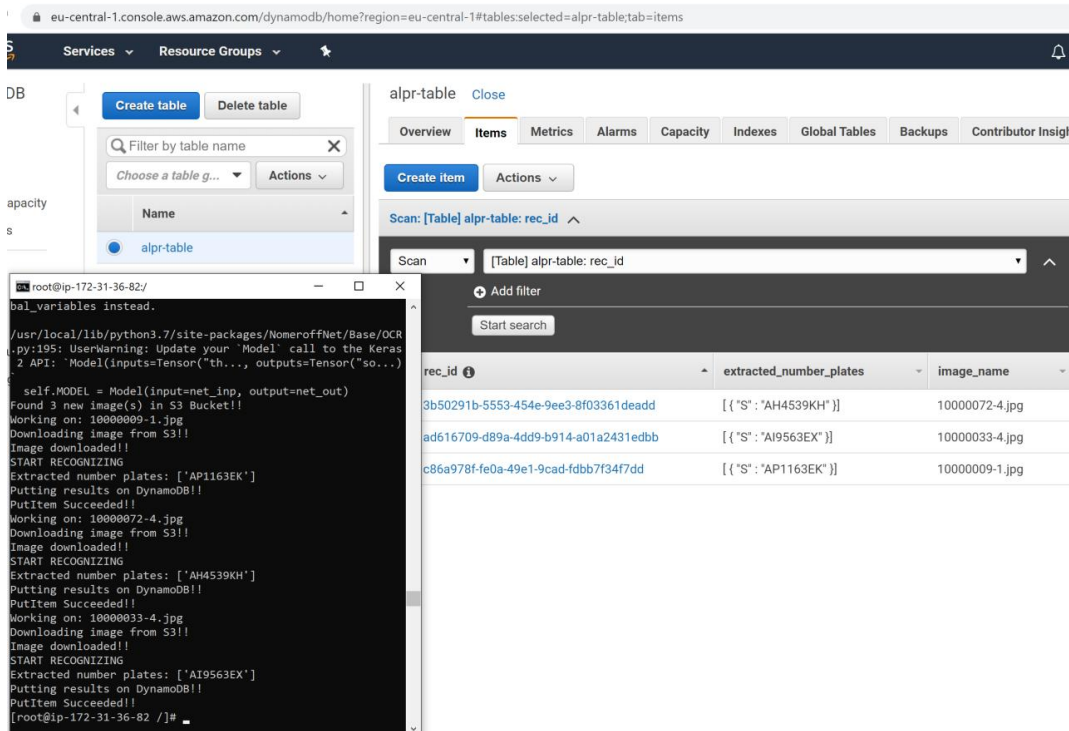 eu-central-1.console.aws.amazon.com/dynamodb/home?region=eu-central-1#tables:selected=alpr-table;tab=items
Services Resource Groups
DB
Create table Delete table
Filter by table name
Choose a table g... Actions
apacity
s
Name
alpr-table
alpr-table Close
Overview Items Metrics Alarms Capacity Indexes Global Tables Backups Contributor Insigh
Create item Actions
Scan: [Table] alpr-table: rec_id
Scan [Table] alpr-table: rec_id
Add filter
Start search
rec_id extracted_number_plates image_name
3b50291b-5553-454e-9ee3-8f03361deadd [ { "S" : "AH4539KH" }] 10000072-4.jpg
ad616709-d89a-4dd9-b914-a01a2431edbb [ { "S" : "AI9563EX" }] 10000033-4.jpg
c86a978f-fe0a-49e1-9cad-fdbb7f34f7dd [ { "S" : "AP1163EK" }] 10000009-1.jpg
root@ip-172-31-36-82:/
bal_variables instead.
/usr/local/lib/python3.7/site-packages/NomeroffNet/Base/OCR
.py:195: UserWarning: Update your `Model` call to the Keras
2 API: `Model(inputs=Tensor("th..., outputs=Tensor("so...)
`
self.MODEL = Model(input=net_inp, output=net_out)
Found 3 new image(s) in S3 Bucket!!
Working on: 10000009-1.jpg
Downloading image from S3!!
Image downloaded!!
START RECOGNIZING
Extracted number plates: ['AP1163EK']
Putting results on DynamoDB!!
PutItem Succeeded!!
Working on: 10000072-4.jpg
Downloading image from S3!!
Image downloaded!!
START RECOGNIZING
Extracted number plates: ['AH4539KH']
Putting results on DynamoDB!!
PutItem Succeeded!!
Working on: 10000033-4.jpg
Downloading image from S3!!
Image downloaded!!
START RECOGNIZING
Extracted number plates: ['AI9563EX']
Putting results on DynamoDB!!
PutItem Succeeded!!
[root@ip-172-31-36-82 /]#